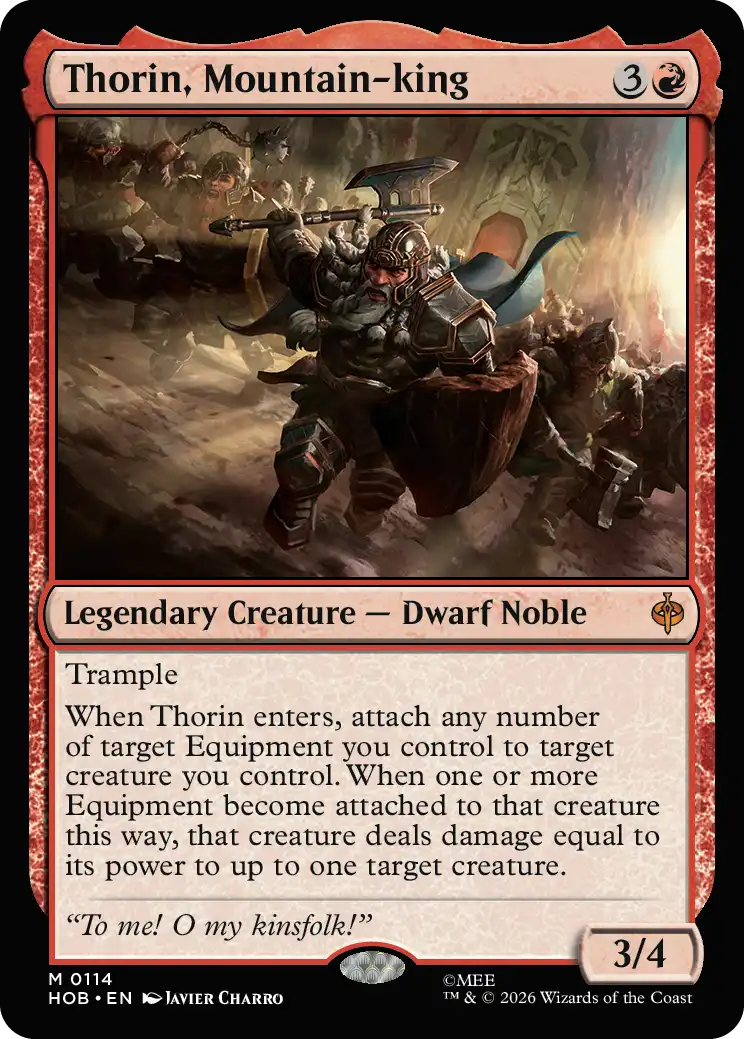 Thorin, Mountain-king 3
Legendary Creature — Dwarf Noble
Trample
When Thorin enters, attach any number
of target Equipment you control to target
creature you control. When one or more
Equipment become attached to that creature
this way, that creature deals damage equal to
its power to up to one target creature.
“To me! O my kinsfolk!”
3/4
M 0114
HOB • EN Javier Charro
©MEE
™ & © 2026 Wizards of the Coast